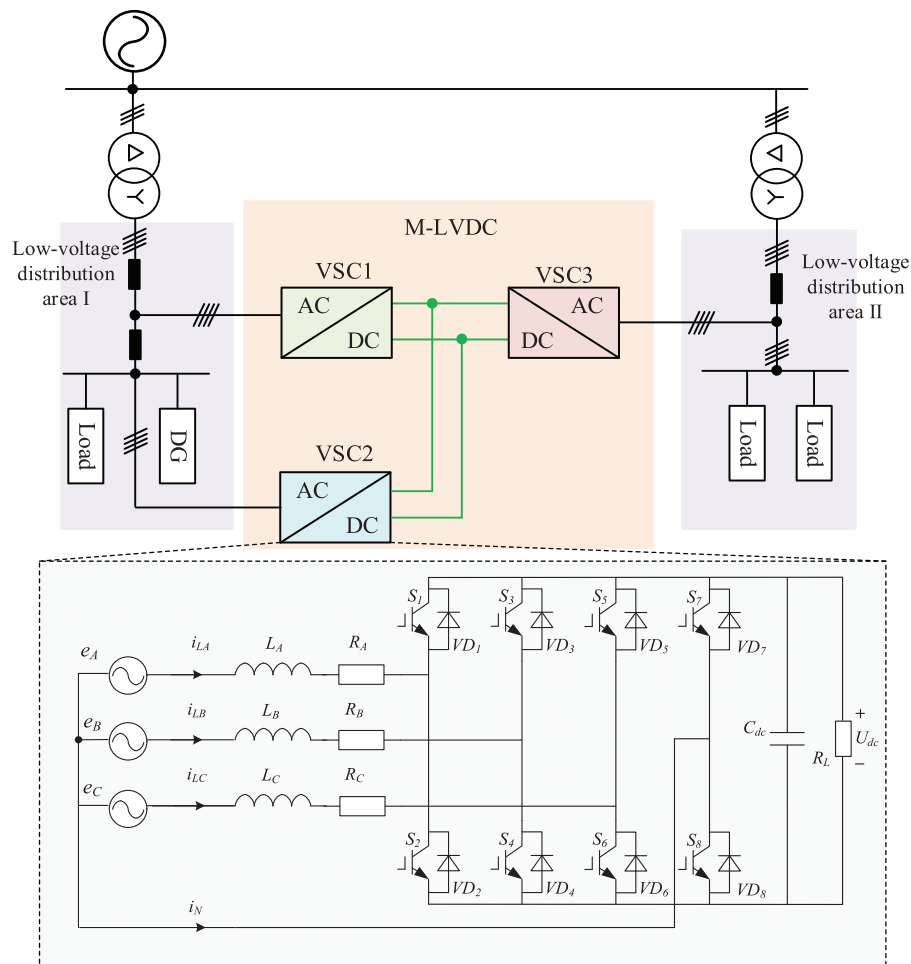 M-LVDC
Low-voltage
distribution
area I
Low-voltage
distribution
area II
VSC1
AC
DC
VSC3
AC
DC
Load
DG
VSC2
AC
DC
Load
Load
S1
S3
S5
S7
VD1
VD3
VD5
VD7
eA
iLA
LA
RA
eB
iLB
LB
RB
eC
iLC
LC
RC
Cdc
RL
+
Udc
−
S2
S4
S6
S8
VD2
VD4
VD6
VD8
iN